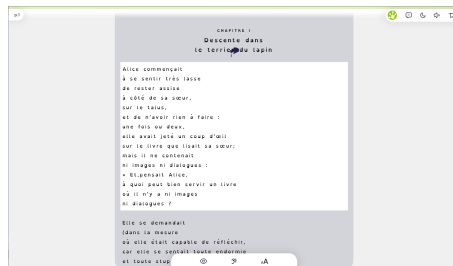 p.1
CHAPITRE I
Descente dans
le terrier du lapin
Alice commençait
à se sentir très lasse
de rester assise
à côté de sa sœur,
sur le talus,
et de n'avoir rien à faire :
une fois ou deux,
elle avait jeté un coup d'œil
sur le livre que lisait sa sœur;
mais il ne contenait
ni images ni dialogues :
« Et,pensait Alice,
à quoi peut bien servir un livre
où il n'y a ni images
ni dialogues ?
Elle se demandait
(dans la mesure
où elle était capable de réfléchir,
car elle se sentait toute endormie
et toute stup
AA